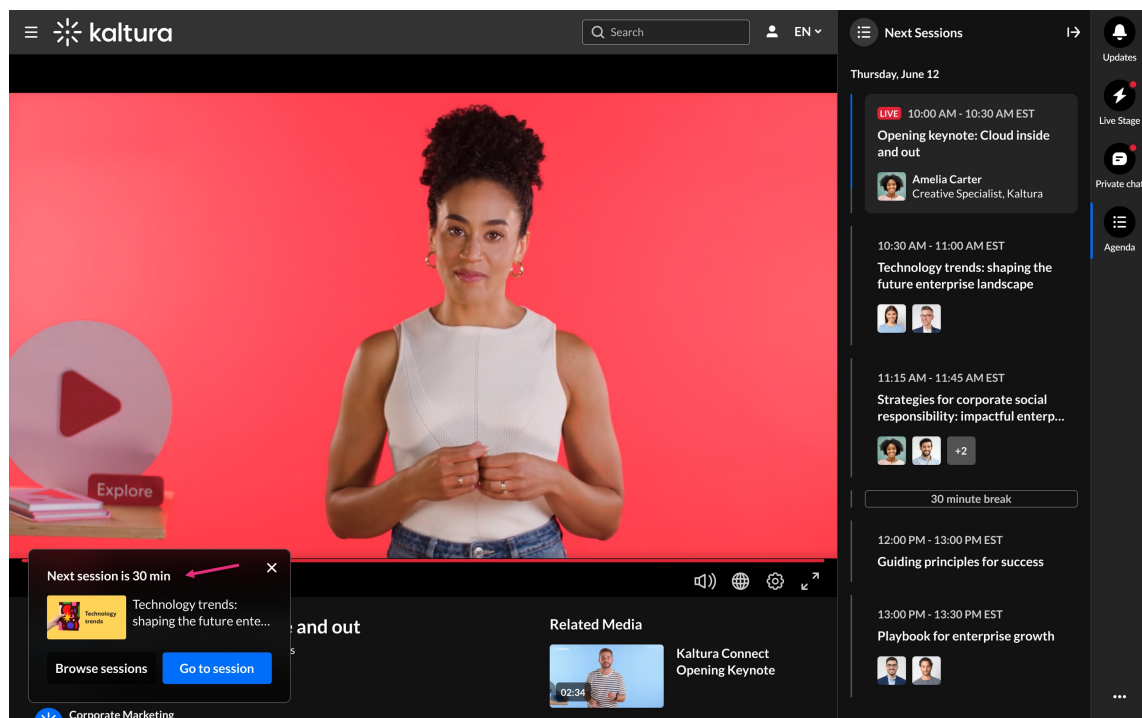 kaltura
Search
EN
Explore
Next session is 30 min
Technology trends
Technology trends:
shaping the future ente...
Browse sessions
Go to session
and out
s
Corporate Marketing
Related Media
02:34
Kaltura Connect
Opening Keynote
Next Sessions
Thursday, June 12
LIVE 10:00 AM - 10:30 AM EST
Opening keynote: Cloud inside
and out
Amelia Carter
Creative Specialist, Kaltura
10:30 AM - 11:00 AM EST
Technology trends: shaping the
future enterprise landscape
11:15 AM - 11:45 AM EST
Strategies for corporate social
responsibility: impactful enterp...
+2
30 minute break
12:00 PM - 13:00 PM EST
Guiding principles for success
13:00 PM - 13:30 PM EST
Playbook for enterprise growth
Updates
Live Stage
Private chat
Agenda